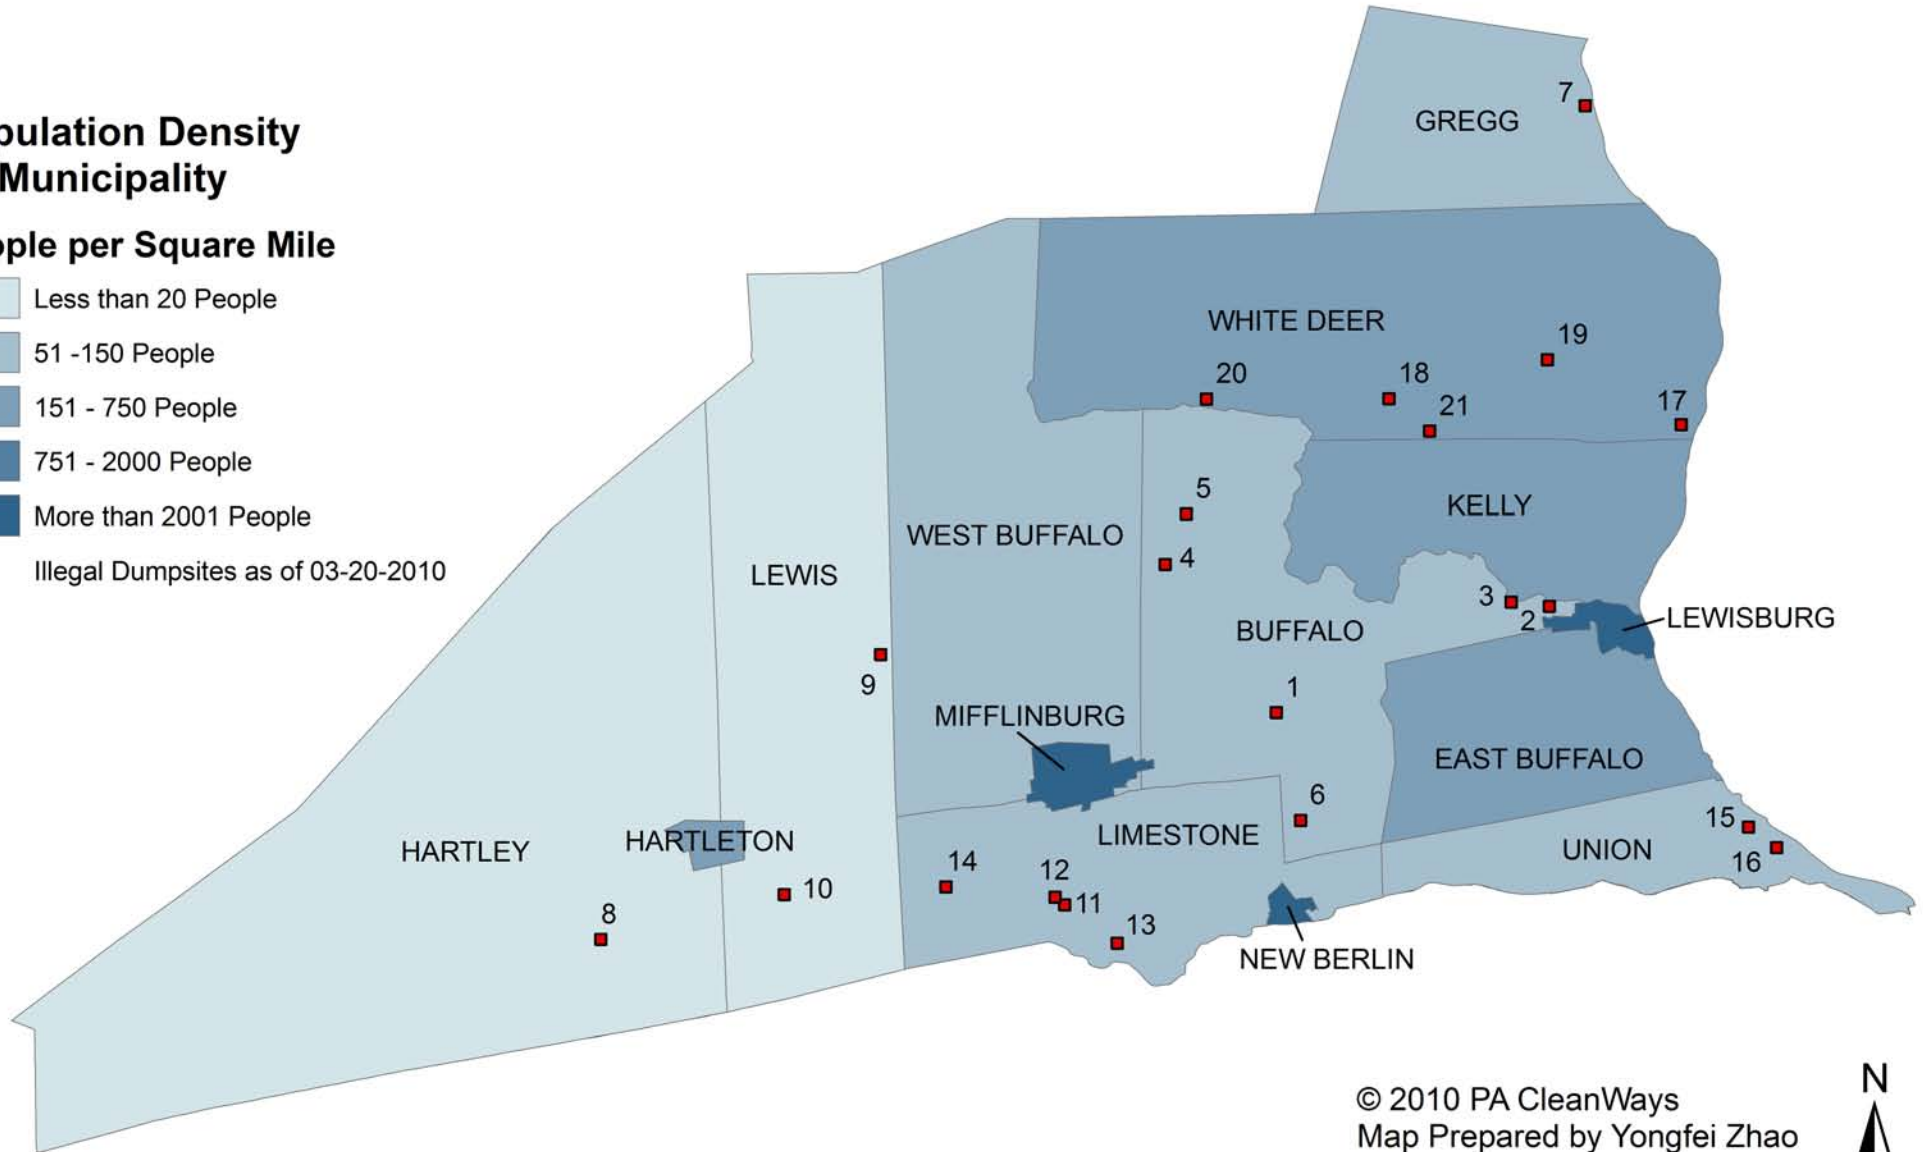 pulation Density
Municipality
ople per Square Mile
Less than 20 People
51 -150 People
151 - 750 People
751 - 2000 People
More than 2001 People
Illegal Dumpsites as of 03-20-2010
7
GREGG
WHITE DEER
19
20
18
21
17
5
4
KELLY
WEST BUFFALO
LEWIS
3
2
LEWISBURG
BUFFALO
9
1
MIFFLINBURG
EAST BUFFALO
6
15
16
HARTLEY
HARTLETON
LIMESTONE
UNION
14
12
11
10
8
13
NEW BERLIN
N
© 2010 PA CleanWays
Map Prepared by Yongfei Zhao